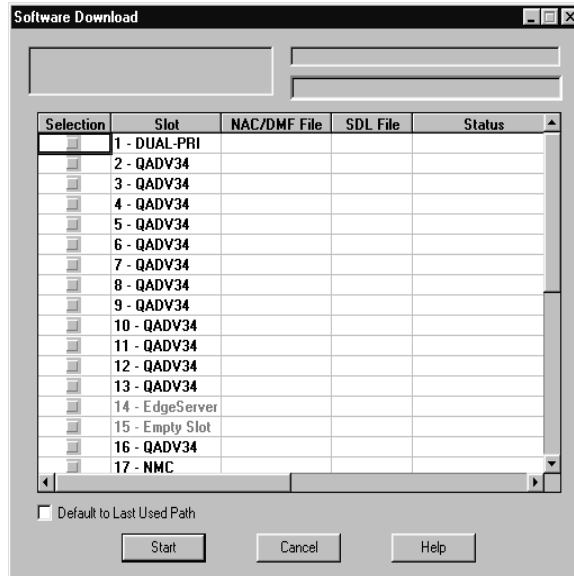 Software Download
Selection Slot NAC/DMF File SDL File Status
1 - DUAL-PRI
2 - QADV34
3 - QADV34
4 - QADV34
5 - QADV34
6 - QADV34
7 - QADV34
8 - QADV34
9 - QADV34
10 - QADV34
11 - QADV34
12 - QADV34
13 - QADV34
14 - EdgeServer
15 - Empty Slot
16 - QADV34
17 - NMC
Default to Last Used Path
Start Cancel Help